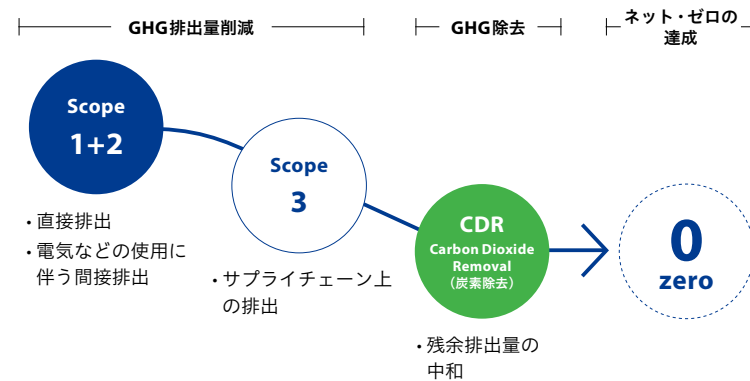 GHG排出量削減
GHG除去
ネット・ゼロの
達成
Scope
1+2
・直接排出
・電気などの使用に
伴う間接排出
Scope
3
・サプライチェーン上
の排出
CDR
Carbon Dioxide
Removal
（炭素除去）
・残余排出量の
中和
0
zero